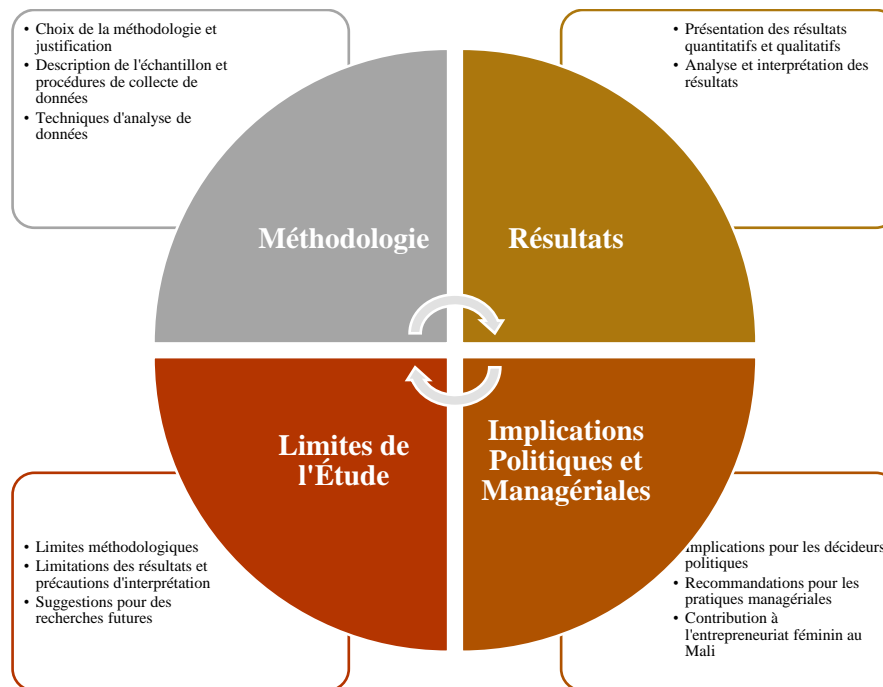 • Choix de la méthodologie et
justification
• Description de l'échantillon et
procédures de collecte de
données
• Techniques d'analyse de
données
• Présentation des résultats
quantitatifs et qualitatifs
• Analyse et interprétation des
résultats
Méthodologie
Résultats
Limites de
l'Étude
Implications
Politiques et
Managériales
• Limites méthodologiques
• Limitations des résultats et
précautions d'interprétation
• Suggestions pour des
recherches futures
Implications pour les décideurs
politiques
• Recommandations pour les
pratiques managériales
• Contribution à
l'entrepreneuriat féminin au
Mali